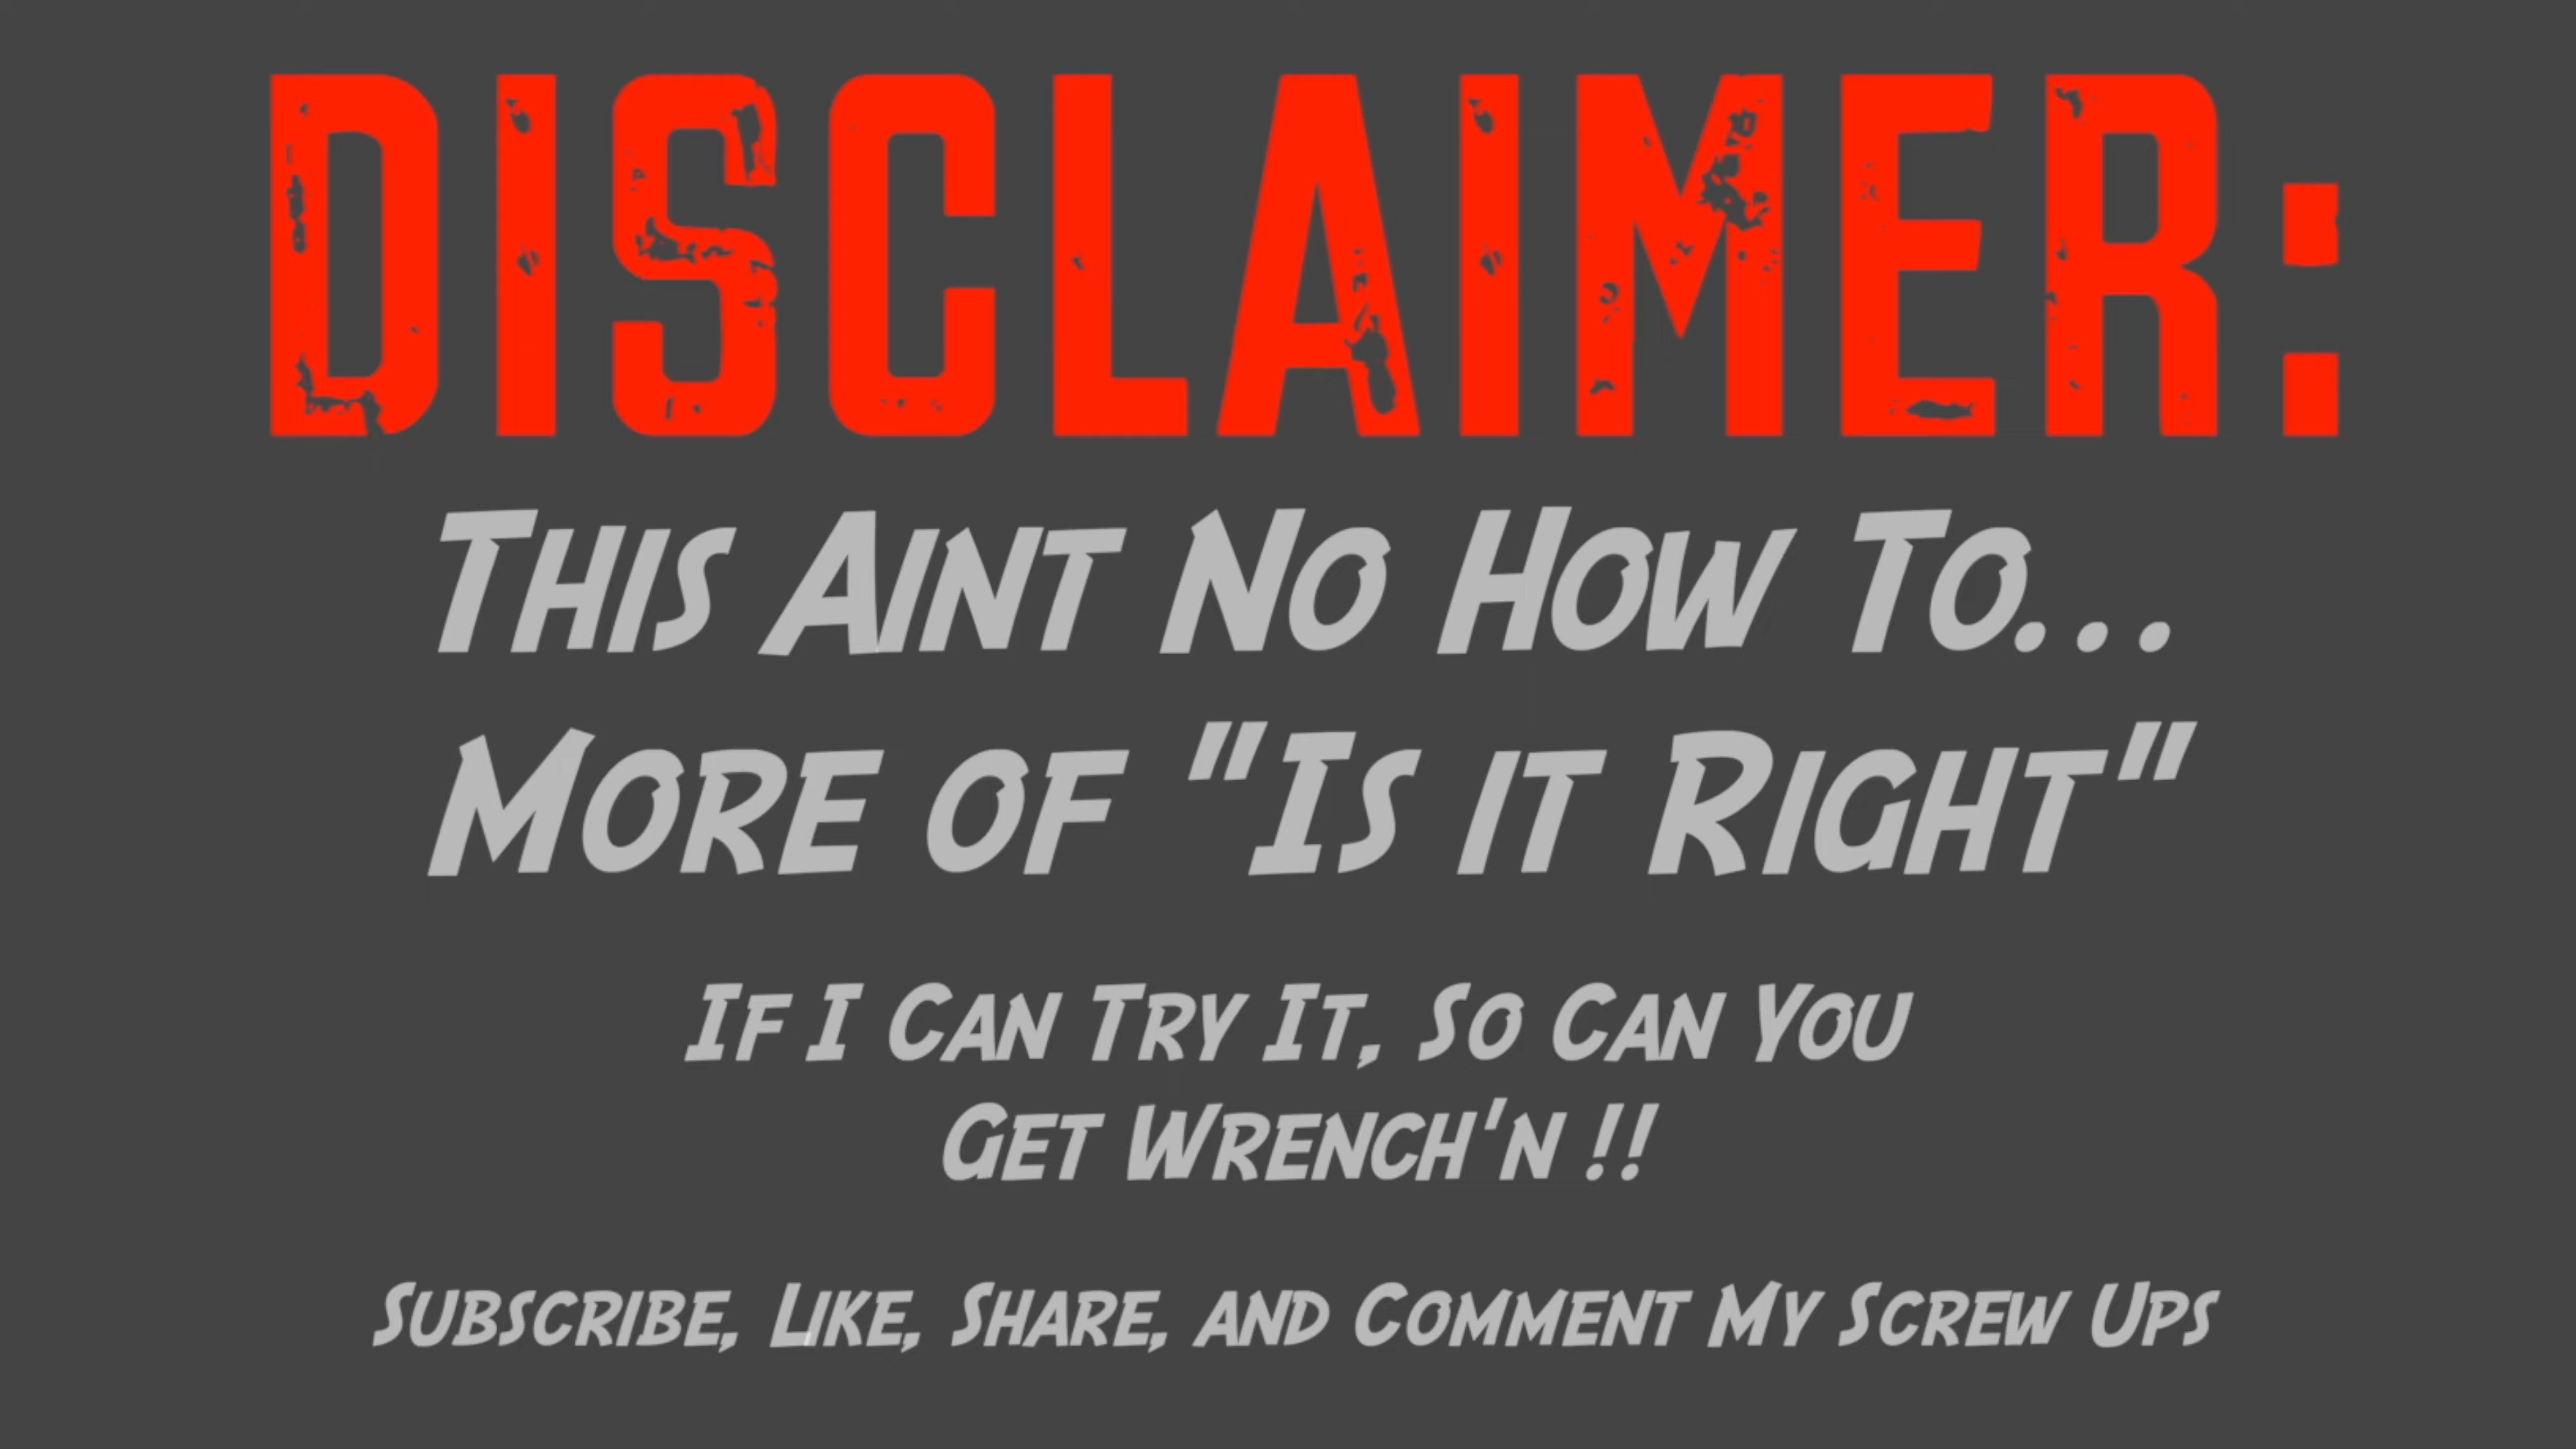 DISCLAIMER:
This Aint No How To...
More of "Is it Right"
If I Can Try It, So Can You
Get Wrench'n !!
Subscribe, Like, Share, and Comment My Screw Ups